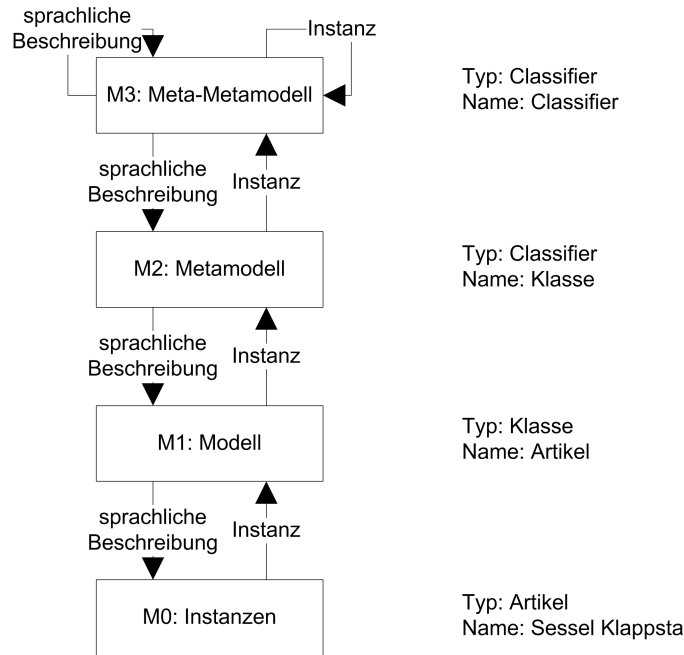 sprachliche
Beschreibung
Instanz
M3: Meta-Metamodell
Typ: Classifier
Name: Classifier
sprachliche
Beschreibung
Instanz
M2: Metamodell
Typ: Classifier
Name: Klasse
sprachliche
Beschreibung
Instanz
M1: Modell
Typ: Klasse
Name: Artikel
sprachliche
Beschreibung
Instanz
M0: Instanzen
Typ: Artikel
Name: Sessel Klappsta